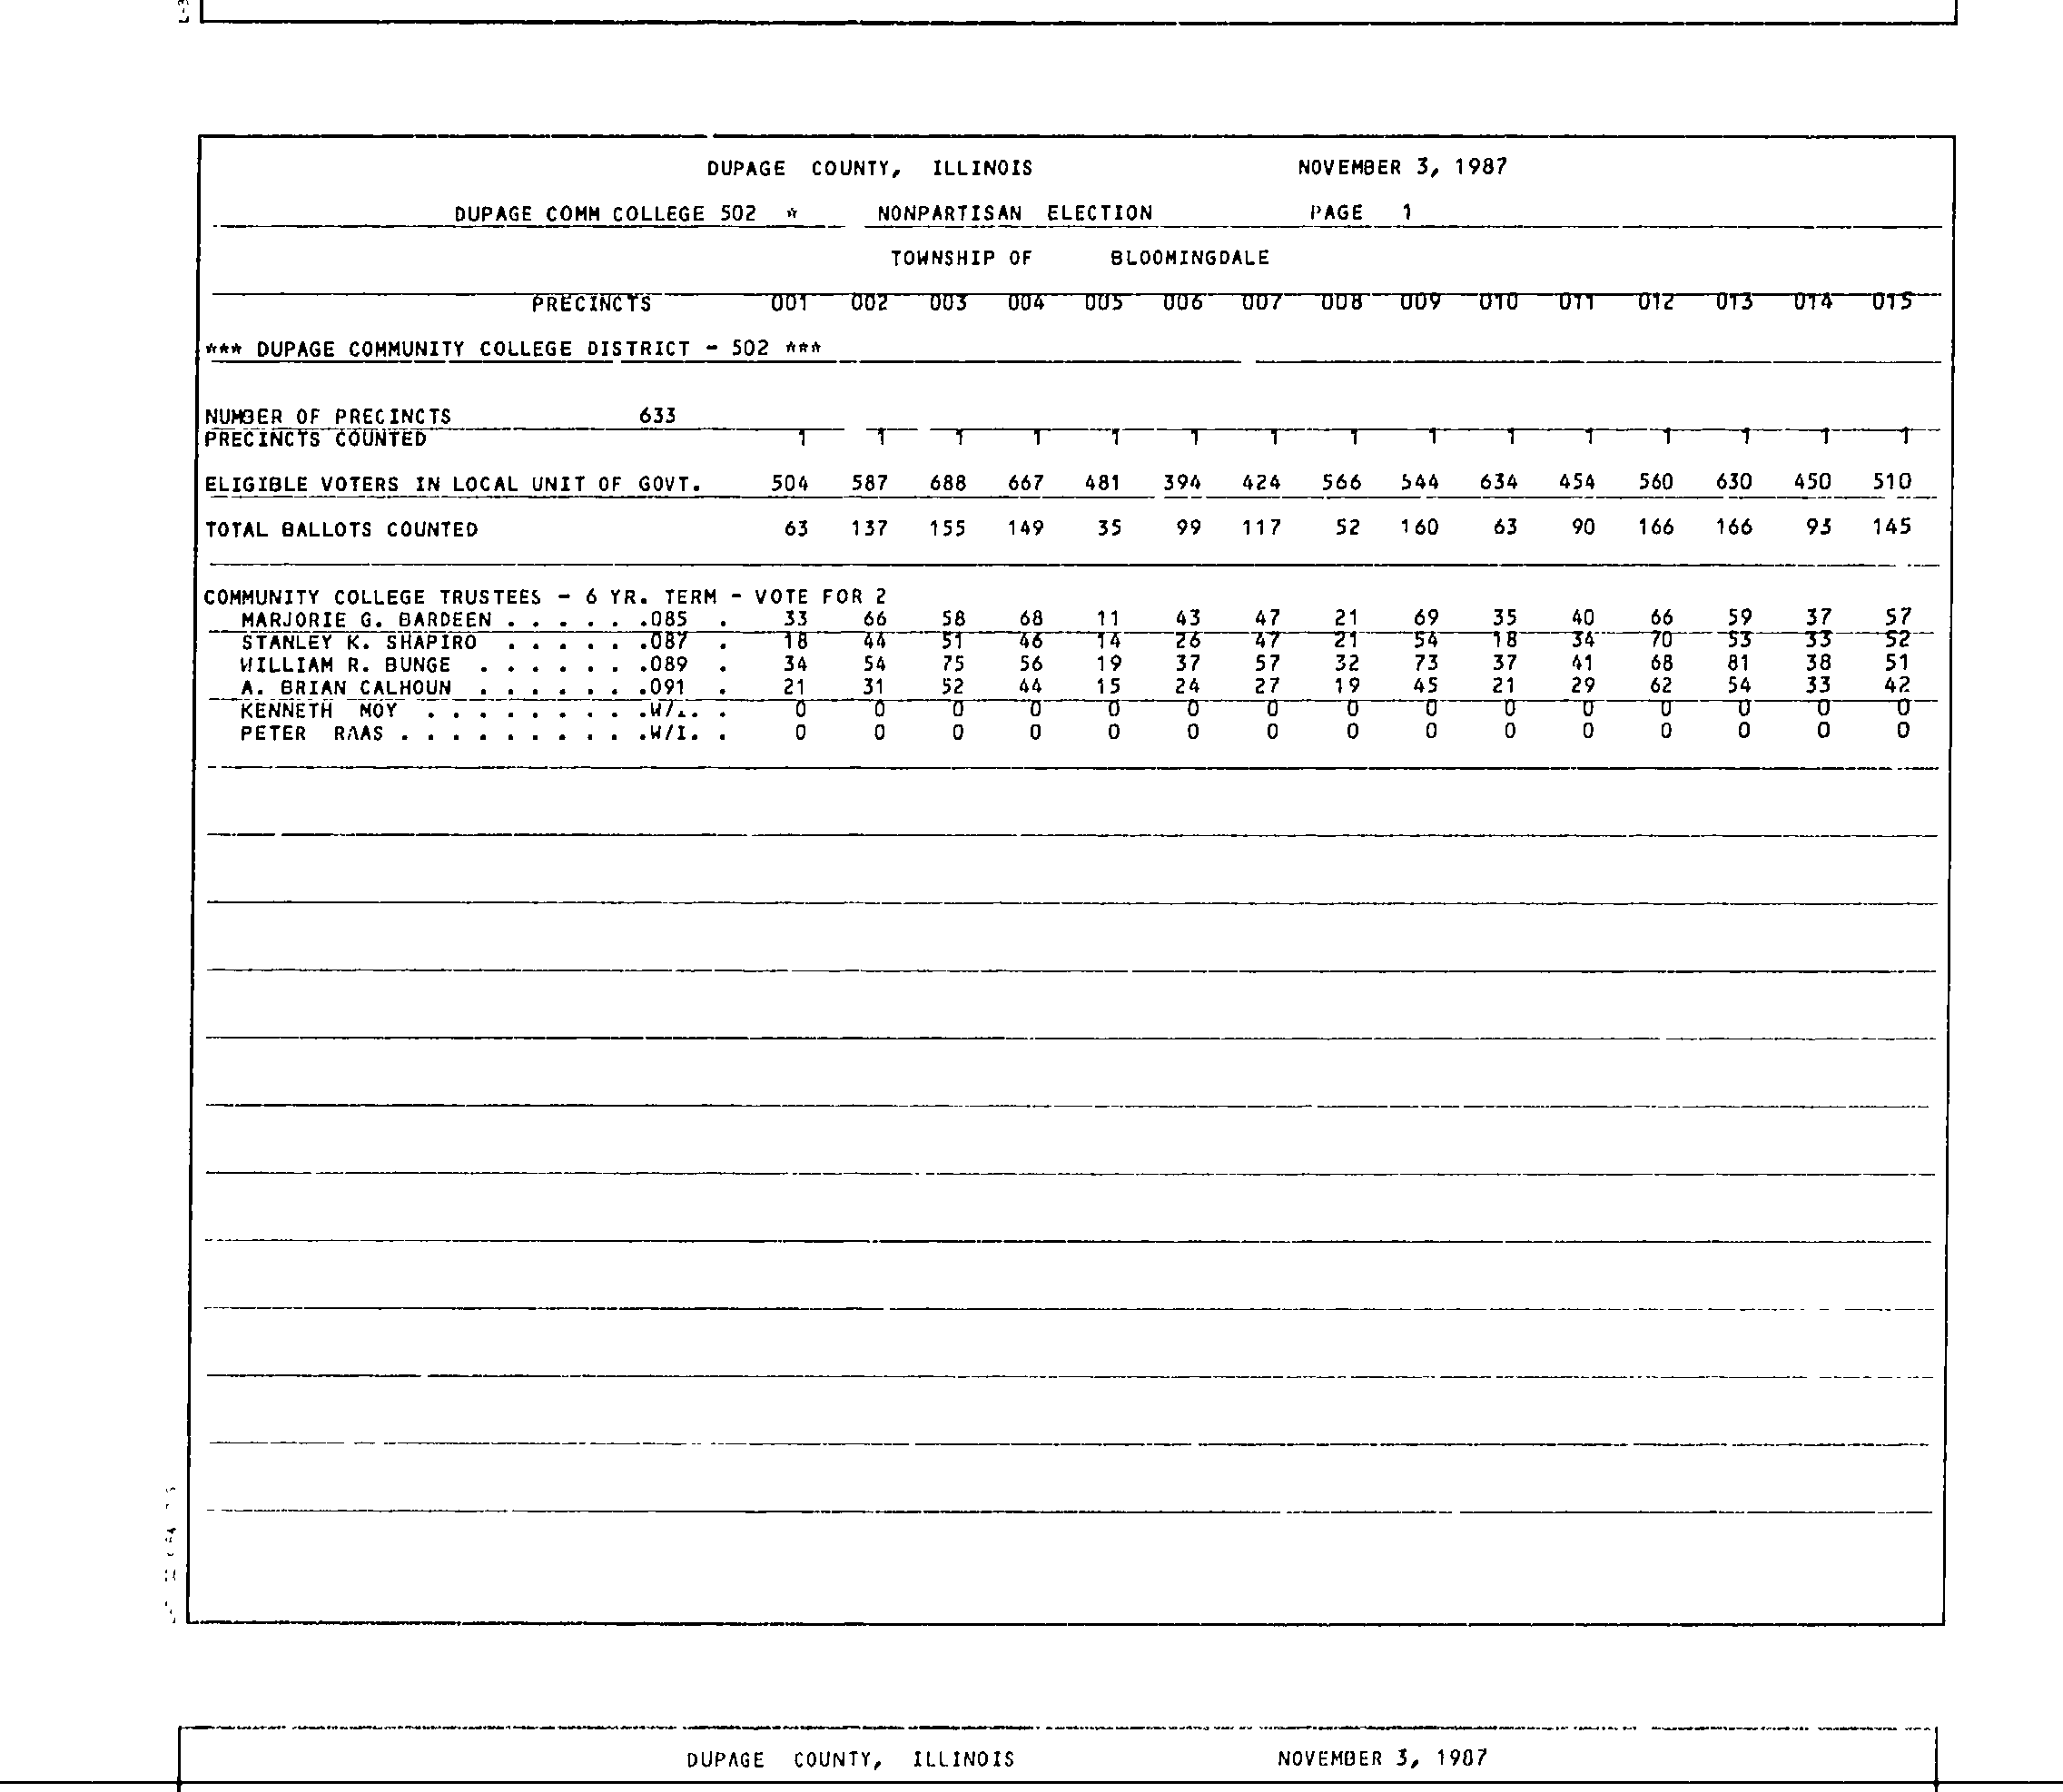 DUPAGE COUNTY, ILLINOIS NOVEMBER 3, 1987
DUPAGE COMM COLLEGE 502 * NONPARTISAN ELECTION PAGE 1
TOWNSHIP OF BLOOMINGDALE
PRECINCTS 001 002 003 004 005 006 007 008 009 010 011 012 013 014 015
*** DUPAGE COMMUNITY COLLEGE DISTRICT - 502 ***
NUMBER OF PRECINCTS 633
PRECINCTS COUNTED 1 1 1 1 1 1 1 1 1 1 1 1 1 1 1
ELIGIBLE VOTERS IN LOCAL UNIT OF GOVT. 504 587 688 667 481 394 424 566 544 634 454 560 630 450 510
TOTAL BALLOTS COUNTED 63 137 155 149 35 99 117 52 160 63 90 166 166 93 145
COMMUNITY COLLEGE TRUSTEES - 6 YR. TERM - VOTE FOR 2
MARJORIE G. BARDEEN . . . . . . .085 . 33 66 58 68 11 43 47 21 69 35 40 66 59 37 57
STANLEY K. SHAPIRO . . . . . . .087 . 18 44 51 46 14 26 47 21 54 18 34 70 53 33 52
WILLIAM R. BUNGE . . . . . . .089 . 34 54 75 56 19 37 57 32 73 37 41 68 81 38 51
A. BRIAN CALHOUN . . . . . . .091 . 21 31 52 44 15 24 27 19 45 21 29 62 54 33 42
KENNETH MOY . . . . . . . . . .W/I. . 0 0 0 0 0 0 0 0 0 0 0 0 0 0 0
PETER RAAS . . . . . . . . . . .W/I. . 0 0 0 0 0 0 0 0 0 0 0 0 0 0 0
DUPAGE COUNTY, ILLINOIS NOVEMBER 3, 1987